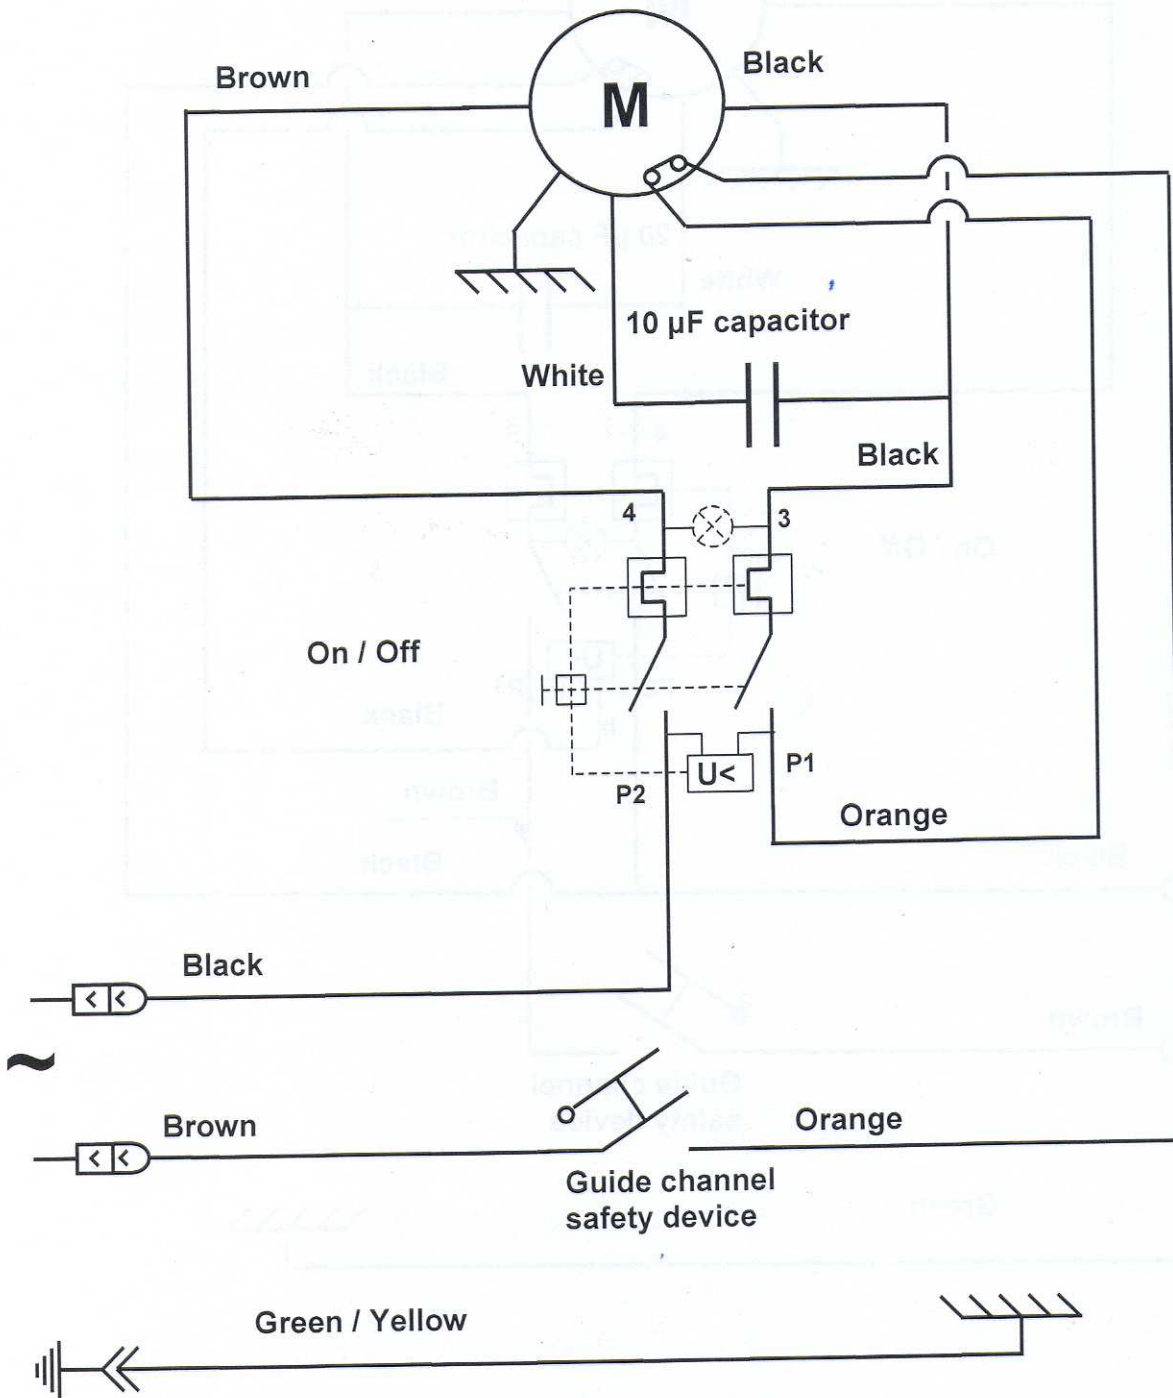 Brown
Black
M
10 µF capacitor
White
Black
4
3
On / Off
U<
P1
P2
Orange
Black
~
Brown
Orange
Guide channel
safety device
Green / Yellow